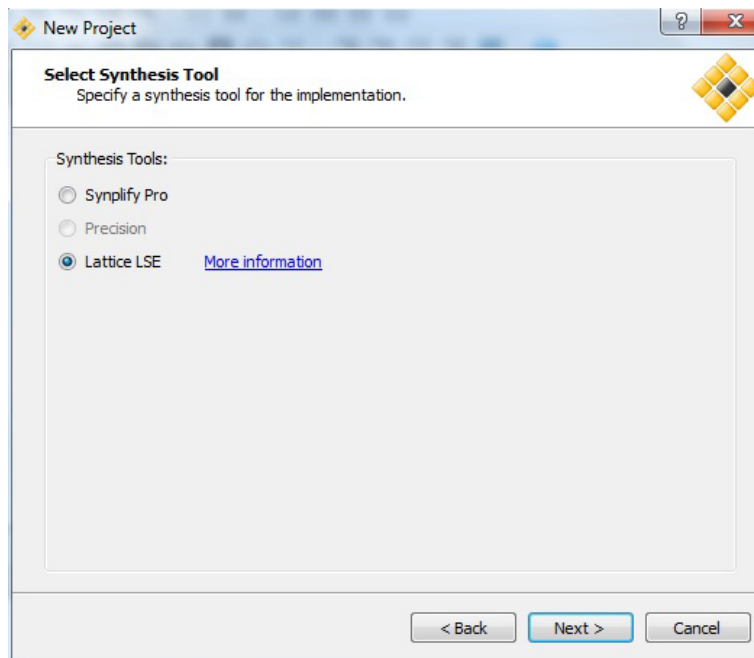 New Project
?
X
Select Synthesis Tool
Specify a synthesis tool for the implementation.
Synthesis Tools:
Synplify Pro
Precision
Lattice LSE More information
< Back Next > Cancel